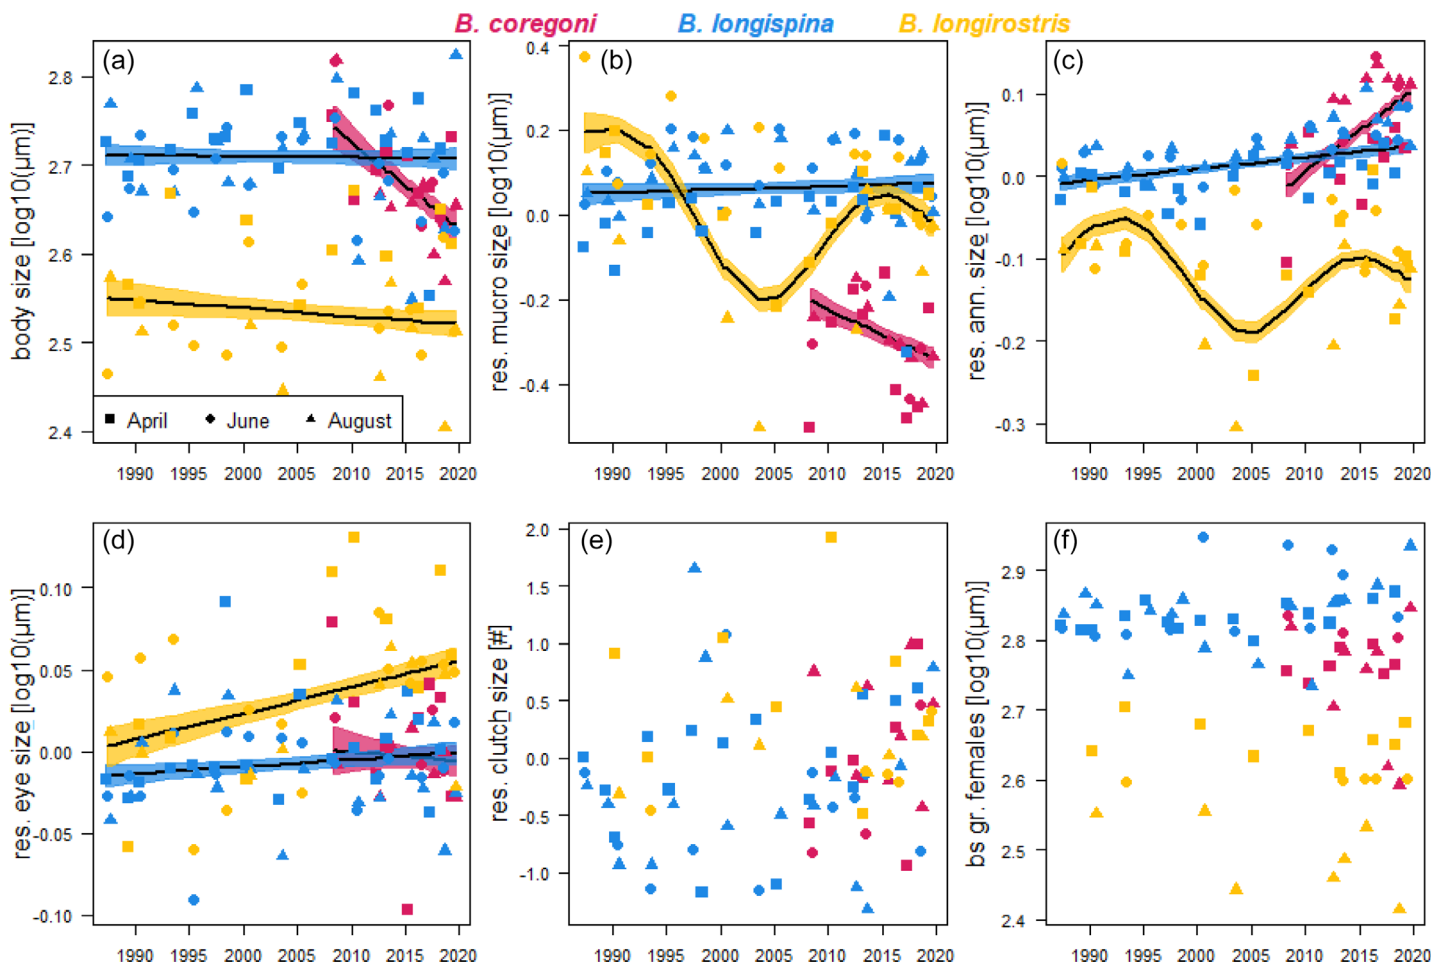 B. coregoni B. longispina B. longirostris
(a)
body size [log10(µm)]
2.8
2.7
2.6
2.5
2.4
April June August
1990 1995 2000 2005 2010 2015 2020
(b)
res. mucro size [log10(µm)]
0.4
0.2
0.0
-0.2
-0.4
1990 1995 2000 2005 2010 2015 2020
(c)
res. ann. size [log10(µm)]
0.1
0.0
-0.1
-0.2
-0.3
1990 1995 2000 2005 2010 2015 2020
(d)
res. eye size [log10(µm)]
0.10
0.05
0.00
-0.05
-0.10
1990 1995 2000 2005 2010 2015 2020
(e)
res. clutch size [#]
2.0
1.5
1.0
0.5
0.0
-0.5
-1.0
1990 1995 2000 2005 2010 2015 2020
(f)
bs gr. females [log10(µm)]
2.9
2.8
2.7
2.6
2.5
2.4
1990 1995 2000 2005 2010 2015 2020